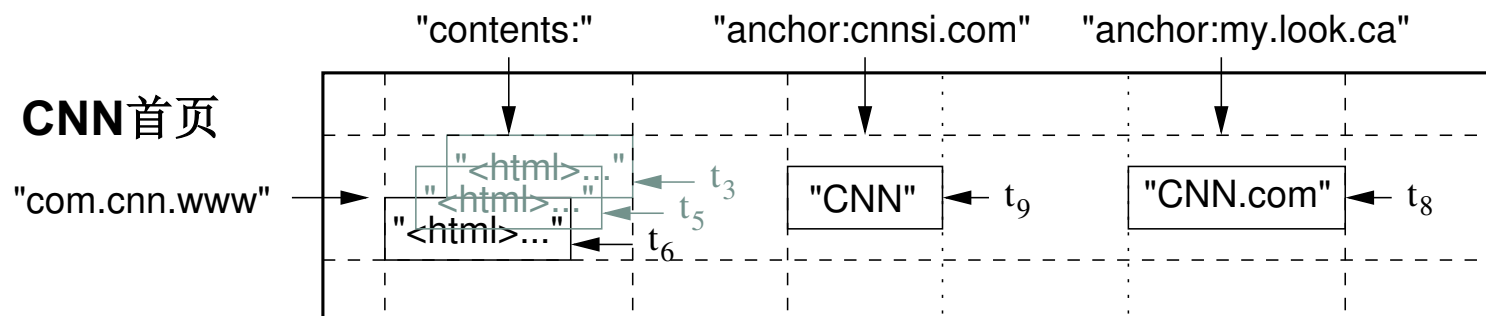 "contents:" "anchor:cnnsi.com" "anchor:my.look.ca"
CNN首页
"com.cnn.www"
"<html>..." t3
"<html>..." t5
"<html>..." t6
"CNN" t9
"CNN.com" t8